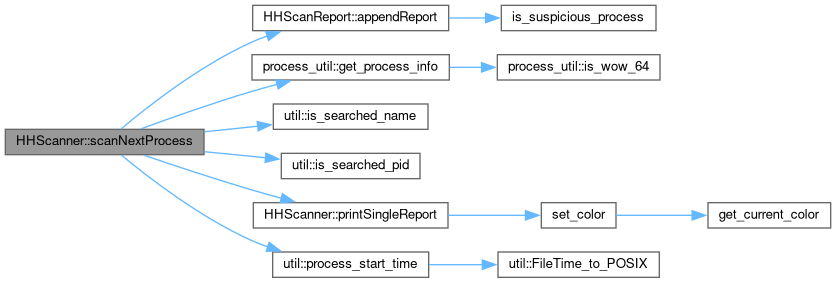 HHScanReport::appendReport
is_suspicious_process
process_util::get_process_info
process_util::is_wow_64
util::is_searched_name
HHScanner::scanNextProcess
util::is_searched_pid
HHScanner::printSingleReport
set_color
get_current_color
util::process_start_time
util::FileTime_to_POSIX